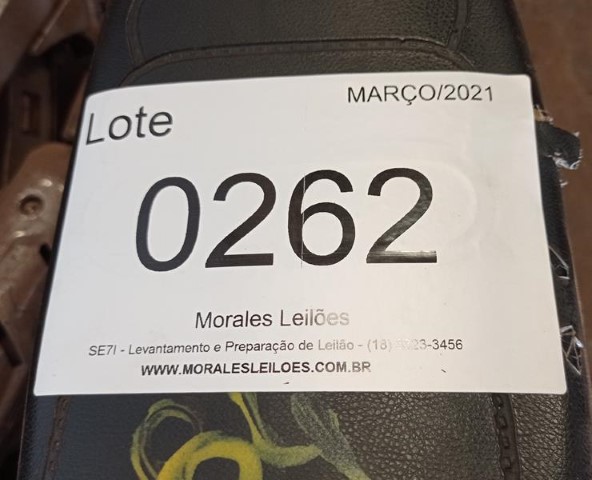 MARÇO/2021
Lote
0262
Morales Leilões
SE7I - Levantamento e Preparação de Leilão - (18)
WWW.MORALESLEILOES.COM.BR